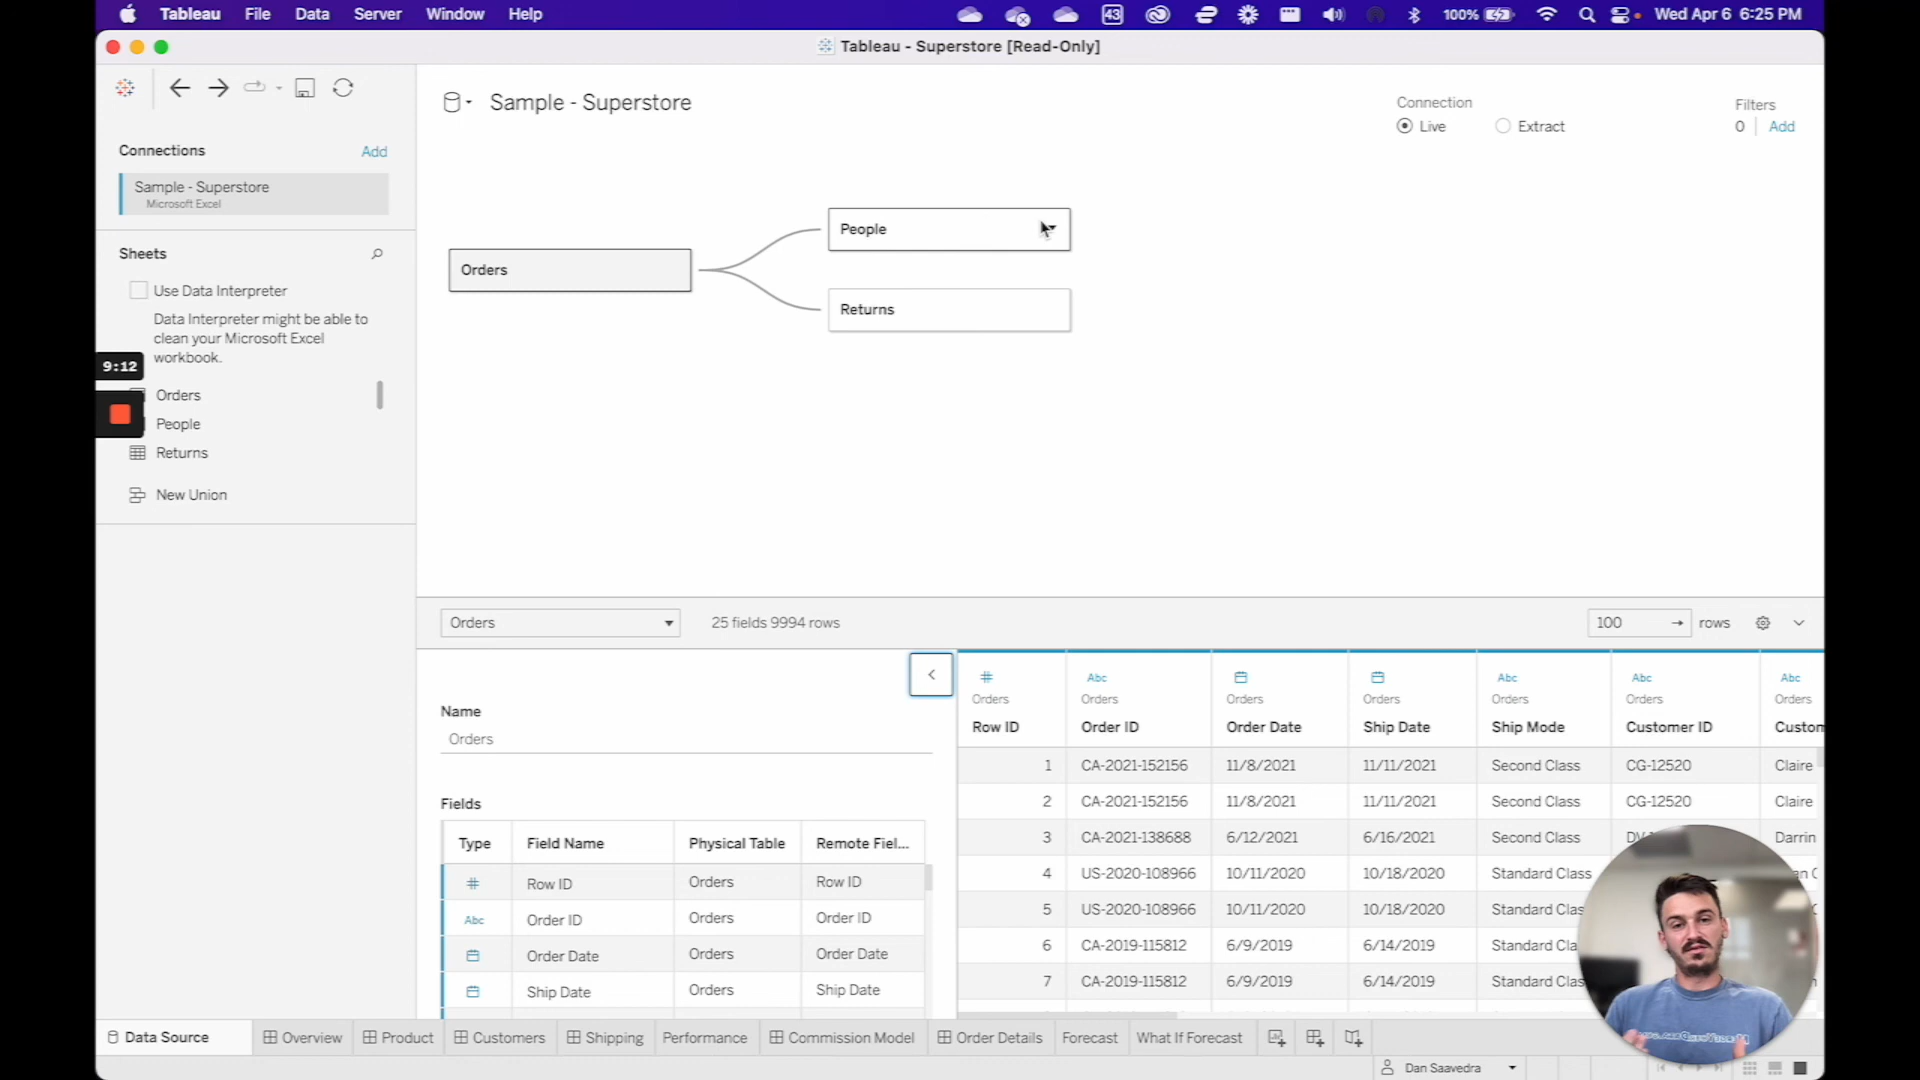 Tableau File Data Server Window Help 43 100% Wed Apr 6 6:25 PM
Tableau - Superstore [Read-Only]
Sample - Superstore
Connection
Live Extract
Filters
0 Add
Connections Add
Sample - Superstore
Microsoft Excel
Sheets
Use Data Interpreter
Data Interpreter might be able to
clean your Microsoft Excel
workbook.
9:12
Orders
People
Returns
New Union
Orders
People
Returns
Orders 25 fields 9994 rows 100 rows
Name
Orders
Fields
Type Field Name Physical Table Remote Fiel...
# Row ID Orders Row ID
Abc Order ID Orders Order ID
Order Date Orders Order Date
Ship Date Orders Ship Date
# Abc Abc Abc Abc
Orders Orders Orders Orders Orders Orders Orders
Row ID Order ID Order Date Ship Date Ship Mode Customer ID Custom
1 CA-2021-152156 11/8/2021 11/11/2021 Second Class CG-12520 Claire
2 CA-2021-152156 11/8/2021 11/11/2021 Second Class CG-12520 Claire
3 CA-2021-138688 6/12/2021 6/16/2021 Second Class Darrin
4 US-2020-108966 10/11/2020 10/18/2020 Standard Class
5 US-2020-108966 10/11/2020 10/18/2020 Standard Clas
6 CA-2019-115812 6/9/2019 6/14/2019 Standard Cla
7 CA-2019-115812 6/9/2019 6/14/2019 Standard Cla
Data Source Overview Product Customers Shipping Performance Commission Model Order Details Forecast What If Forecast
Dan Saavedra